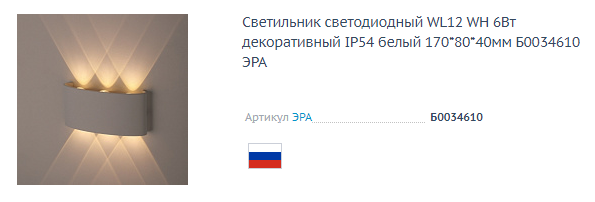 Светильник светодиодный WL12 WH 6Вт
декоративный IP54 белый 170*80*40мм Б0034610
ЭРА
Артикул ЭРА Б0034610